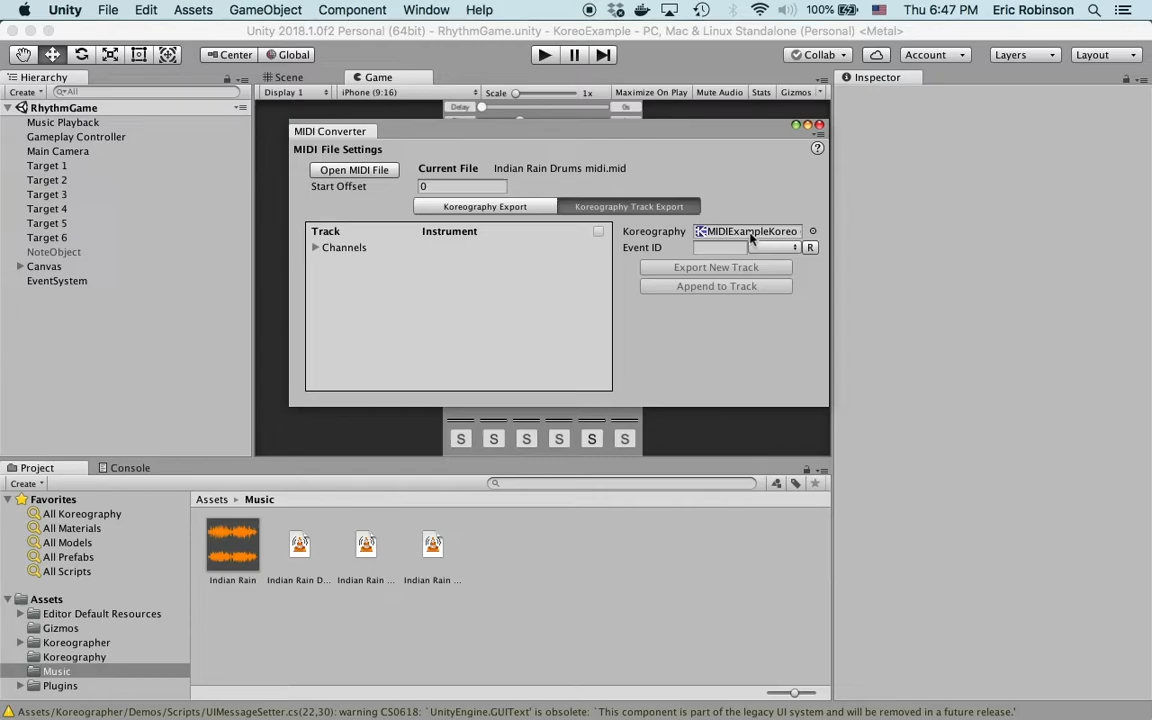 Unity File Edit Assets GameObject Component Window Help 100% Thu 6:47 PM Eric Robinson
Unity 2018.1.0f2 Personal (64bit) - RhythmGame.unity - KoreoExample - PC, Mac & Linux Standalone (Personal) <Metal>
Center Global Collab Account Layers Layout
Hierarchy Scene Game Inspector
Create All Display 1 iPhone (9:16) Scale 1x Maximize On Play Mute Audio Stats Gizmos
RhythmGame
Music Playback
Gameplay Controller
Main Camera
Target 1
Target 2
Target 3
Target 4
Target 5
Target 6
NoteObject
Canvas
EventSystem
Delay 0s
MIDI Converter
MIDI File Settings
Open MIDI File Current File Indian Rain Drums midi.mid
Start Offset 0
Koreography Export Koreography Track Export
Track Instrument Koreography MIDIExampleKoreo
Channels Event ID R
Export New Track
Append to Track
S S S S S S
Project Console
Create
Favorites
All Koreography
All Materials
All Models
All Prefabs
All Scripts
Assets
Editor Default Resources
Gizmos
Koreographer
Koreography
Music
Plugins
Assets Music
Indian Rain Indian Rain D... Indian Rain ... Indian Rain ...
Assets/Koreographer/Demos/Scripts/UIMessageSetter.cs(22,30): warning CS0618: `UnityEngine.GUIText' is obsolete: `This component is part of the legacy UI system and will be removed in a future release.'